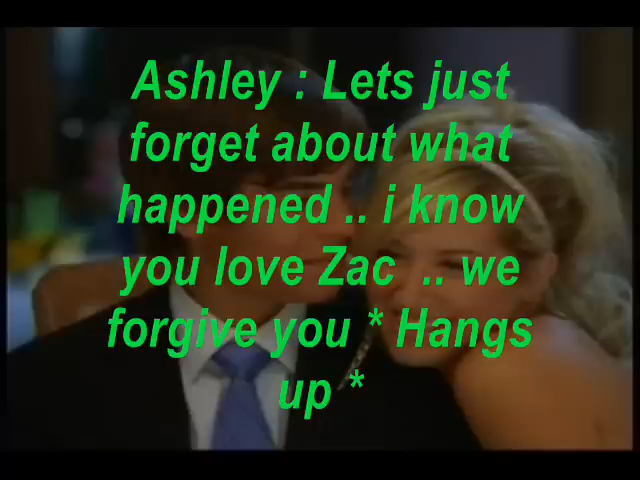 Ashley : Lets just
forget about what
happened .. i know
you love Zac .. we
forgive you * Hangs
up *